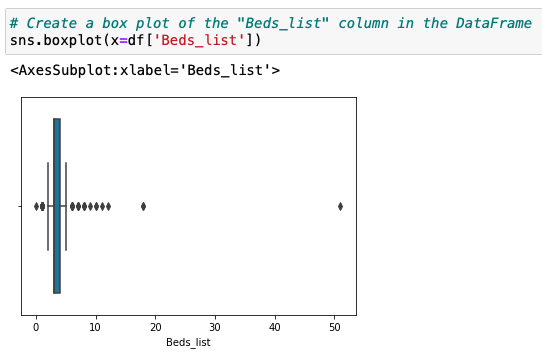 # Create a box plot of the "Beds_list" column in the DataFrame
sns.boxplot(x=df['Beds_list'])
<AxesSubplot:xlabel='Beds_list'>
0 10 20 30 40 50
Beds_list